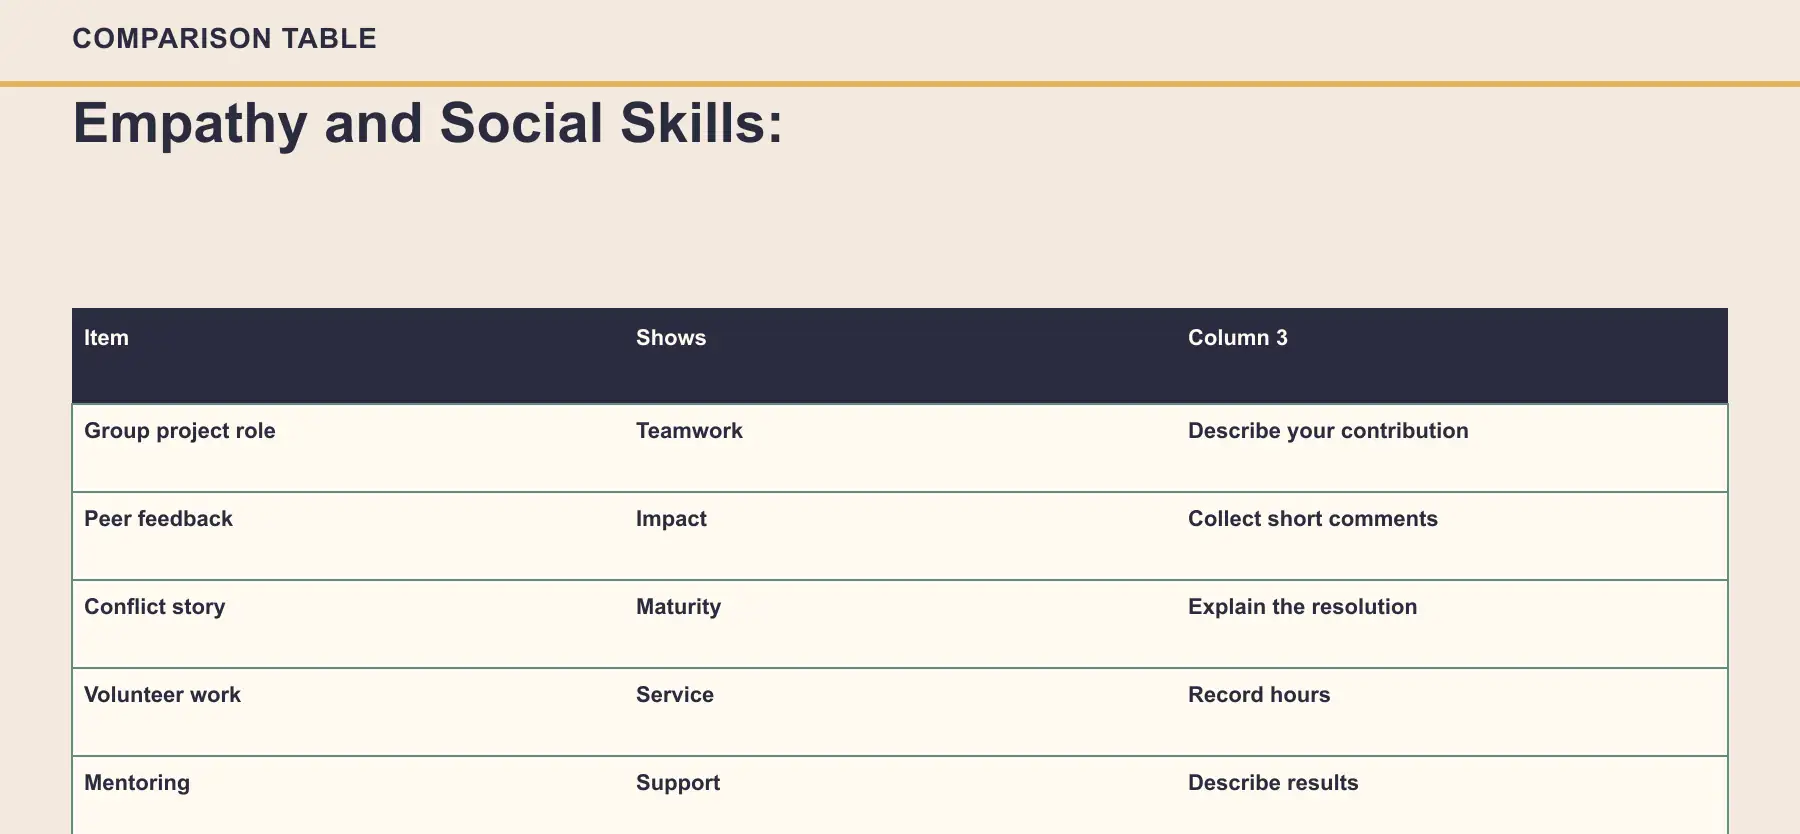 COMPARISON TABLE
Empathy and Social Skills:
Item Shows Column 3
Group project role Teamwork Describe your contribution
Peer feedback Impact Collect short comments
Conflict story Maturity Explain the resolution
Volunteer work Service Record hours
Mentoring Support Describe results